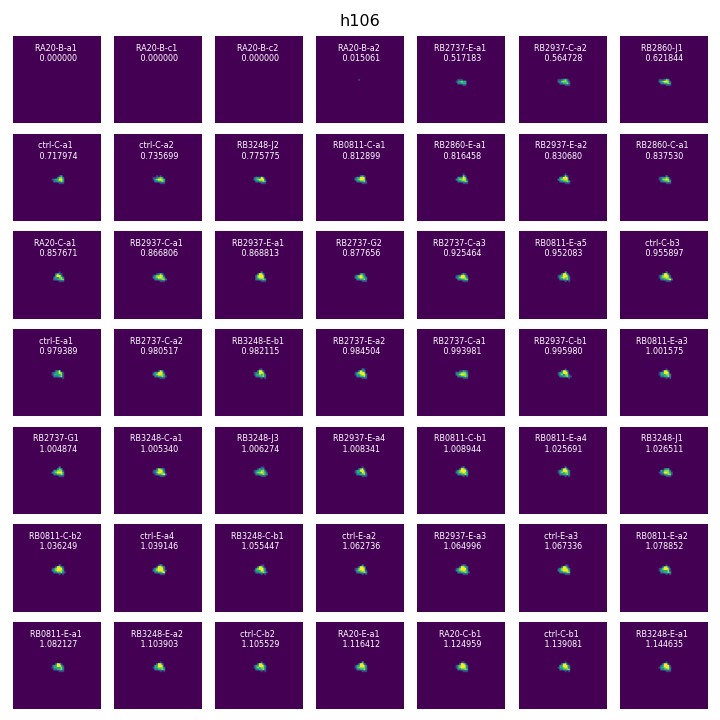 h106
RA20-B-a1
0.000000
RA20-B-c1
0.000000
RA20-B-c2
0.000000
RA20-B-a2
0.015061
RB2737-E-a1
0.517183
RB2937-C-a2
0.564728
RB2860-J1
0.621844
ctrl-C-a1
0.717974
ctrl-C-a2
0.735699
RB3248-J2
0.775775
RB0811-C-a1
0.812899
RB2860-E-a1
0.816458
RB2937-E-a2
0.830680
RB2860-C-a1
0.837530
RA20-C-a1
0.857671
RB2937-C-a1
0.866806
RB2937-E-a1
0.868813
RB2737-G2
0.877656
RB2737-C-a3
0.925464
RB0811-E-a5
0.952083
ctrl-C-b3
0.955897
ctrl-E-a1
0.979389
RB2737-C-a2
0.980517
RB3248-E-b1
0.982115
RB2737-E-a2
0.984504
RB2737-C-a1
0.993981
RB2937-C-b1
0.995980
RB0811-E-a3
1.001575
RB2737-G1
1.004874
RB3248-C-a1
1.005340
RB3248-J3
1.006274
RB2937-E-a4
1.008341
RB0811-C-b1
1.008944
RB0811-E-a4
1.025691
RB3248-J1
1.026511
RB0811-C-b2
1.036249
ctrl-E-a4
1.039146
RB3248-C-b1
1.055447
ctrl-E-a2
1.062736
RB2937-E-a3
1.064996
ctrl-E-a3
1.067336
RB0811-E-a2
1.078852
RB0811-E-a1
1.082127
RB3248-E-a2
1.103903
ctrl-C-b2
1.105529
RA20-E-a1
1.116412
RA20-C-b1
1.124959
ctrl-C-b1
1.139081
RB3248-E-a1
1.144635